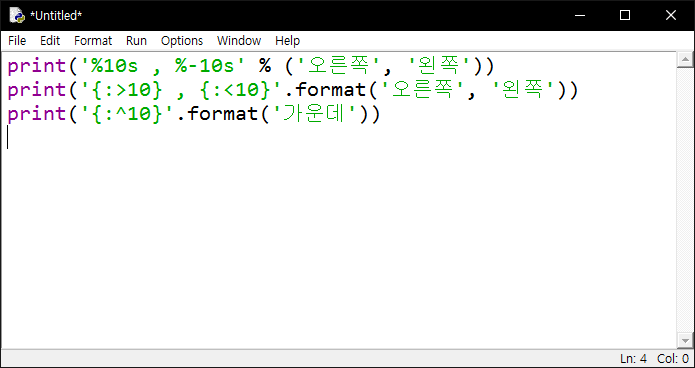 *Untitled*
File Edit Format Run Options Window Help
print('%10s , %-10s' % ('오른쪽', '왼쪽'))
print('{:>10} , {:<10}'.format('오른쪽', '왼쪽'))
print('{:^10}'.format('가운데'))
Ln: 4 Col: 0